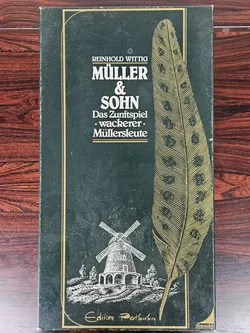 REINHOLD WITTIG
MÜLLER
&
SOHN
Das Zunftspiel
· wackerer ·
Müllersleute
Edition Perlhuhn